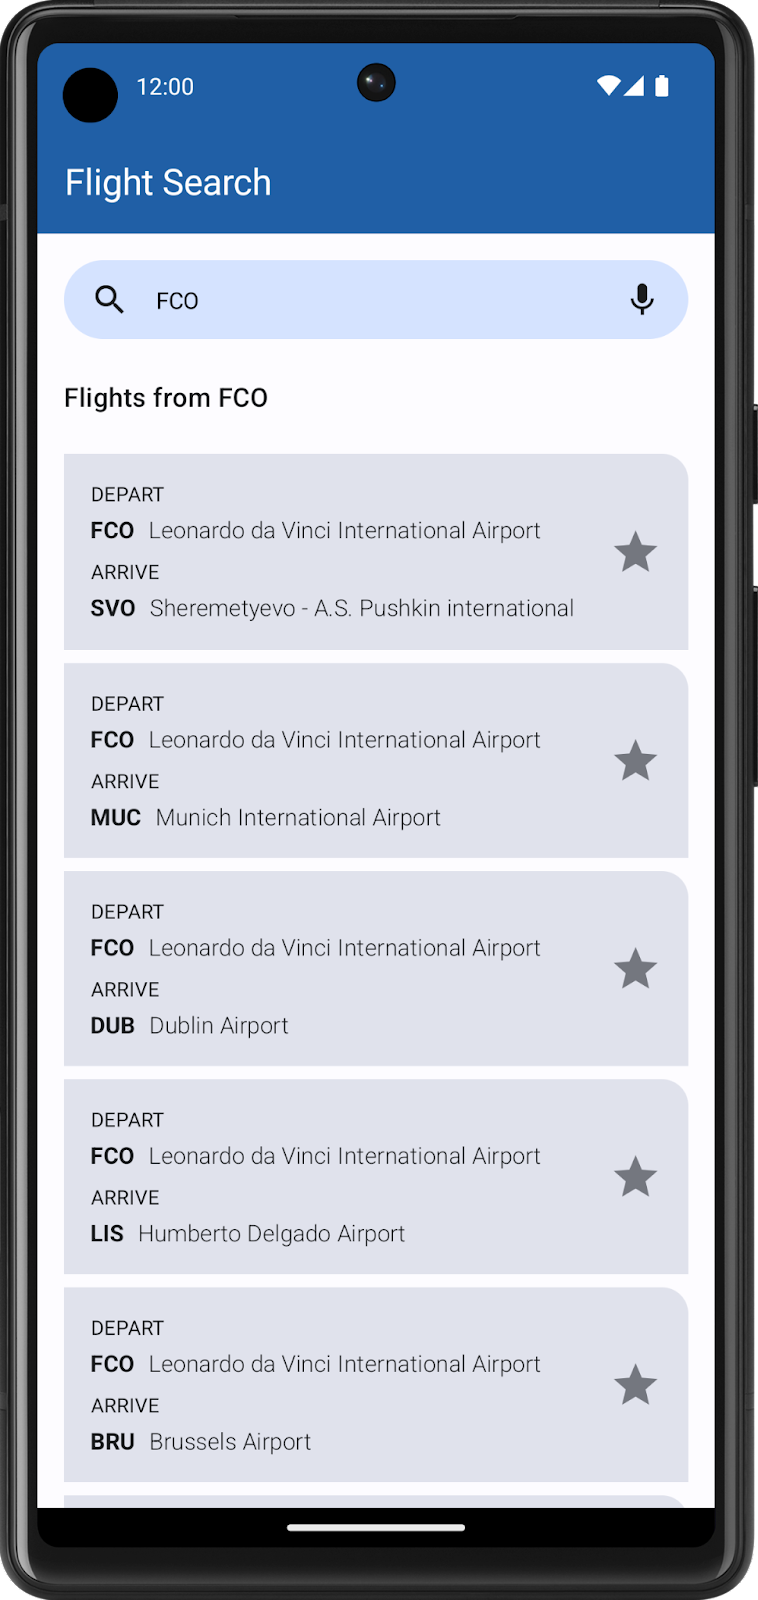 12:00
Flight Search
FCO
Flights from FCO
DEPART
FCO Leonardo da Vinci International Airport
ARRIVE
SVO Sheremetyevo - A.S. Pushkin international
DEPART
FCO Leonardo da Vinci International Airport
ARRIVE
MUC Munich International Airport
DEPART
FCO Leonardo da Vinci International Airport
ARRIVE
DUB Dublin Airport
DEPART
FCO Leonardo da Vinci International Airport
ARRIVE
LIS Humberto Delgado Airport
DEPART
FCO Leonardo da Vinci International Airport
ARRIVE
BRU Brussels Airport